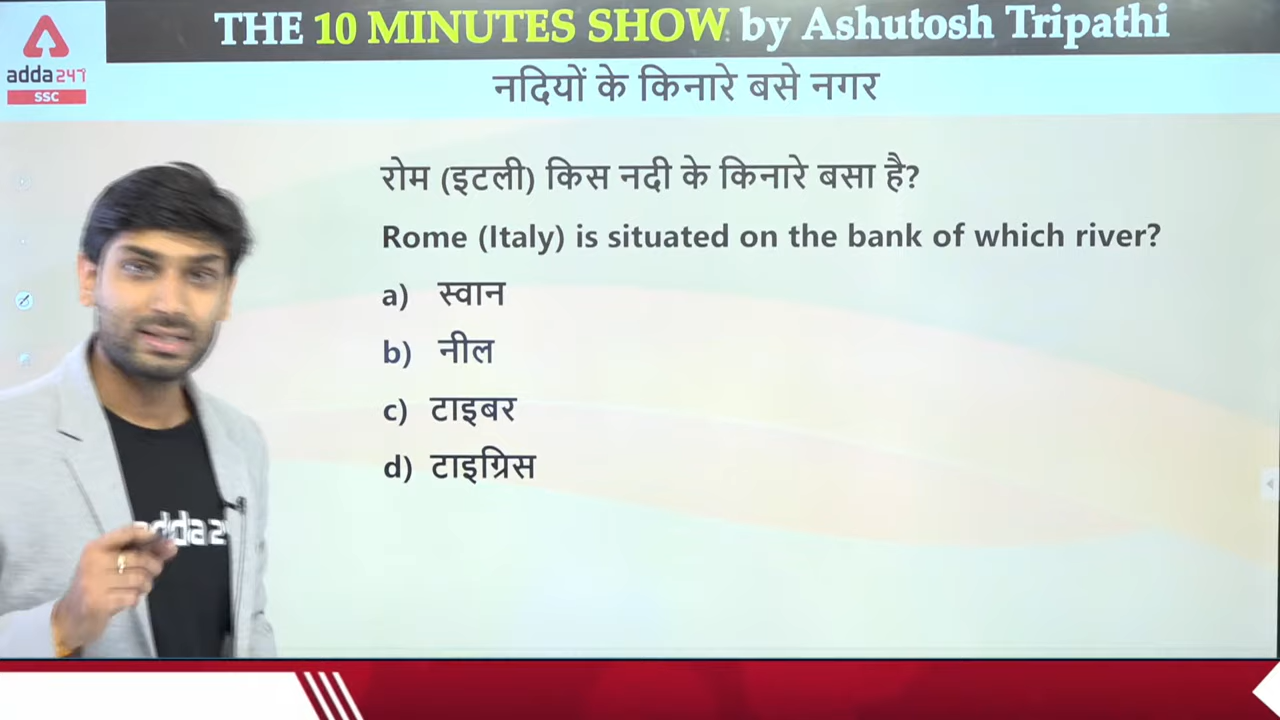 THE 10 MINUTES SHOW by Ashutosh Tripathi
adda247
SSC
नदियों के किनारे बसे नगर
रोम (इटली) किस नदी के किनारे बसा है?
Rome (Italy) is situated on the bank of which river?
a) स्वान
b) नील
c) टाइबर
d) टाइग्रिस
adda2